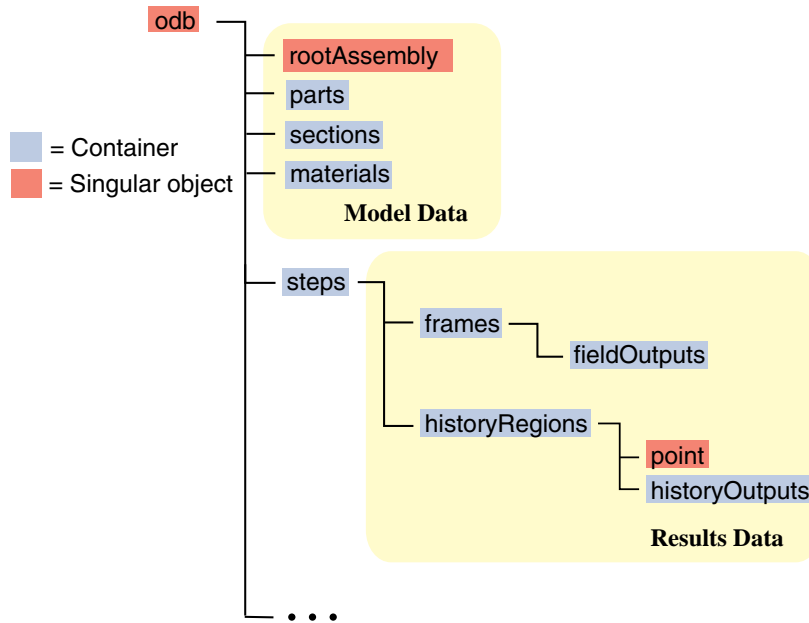 odb
rootAssembly
parts
sections
materials
Model Data
= Container
= Singular object
steps
frames
fieldOutputs
historyRegions
point
historyOutputs
Results Data
• • •